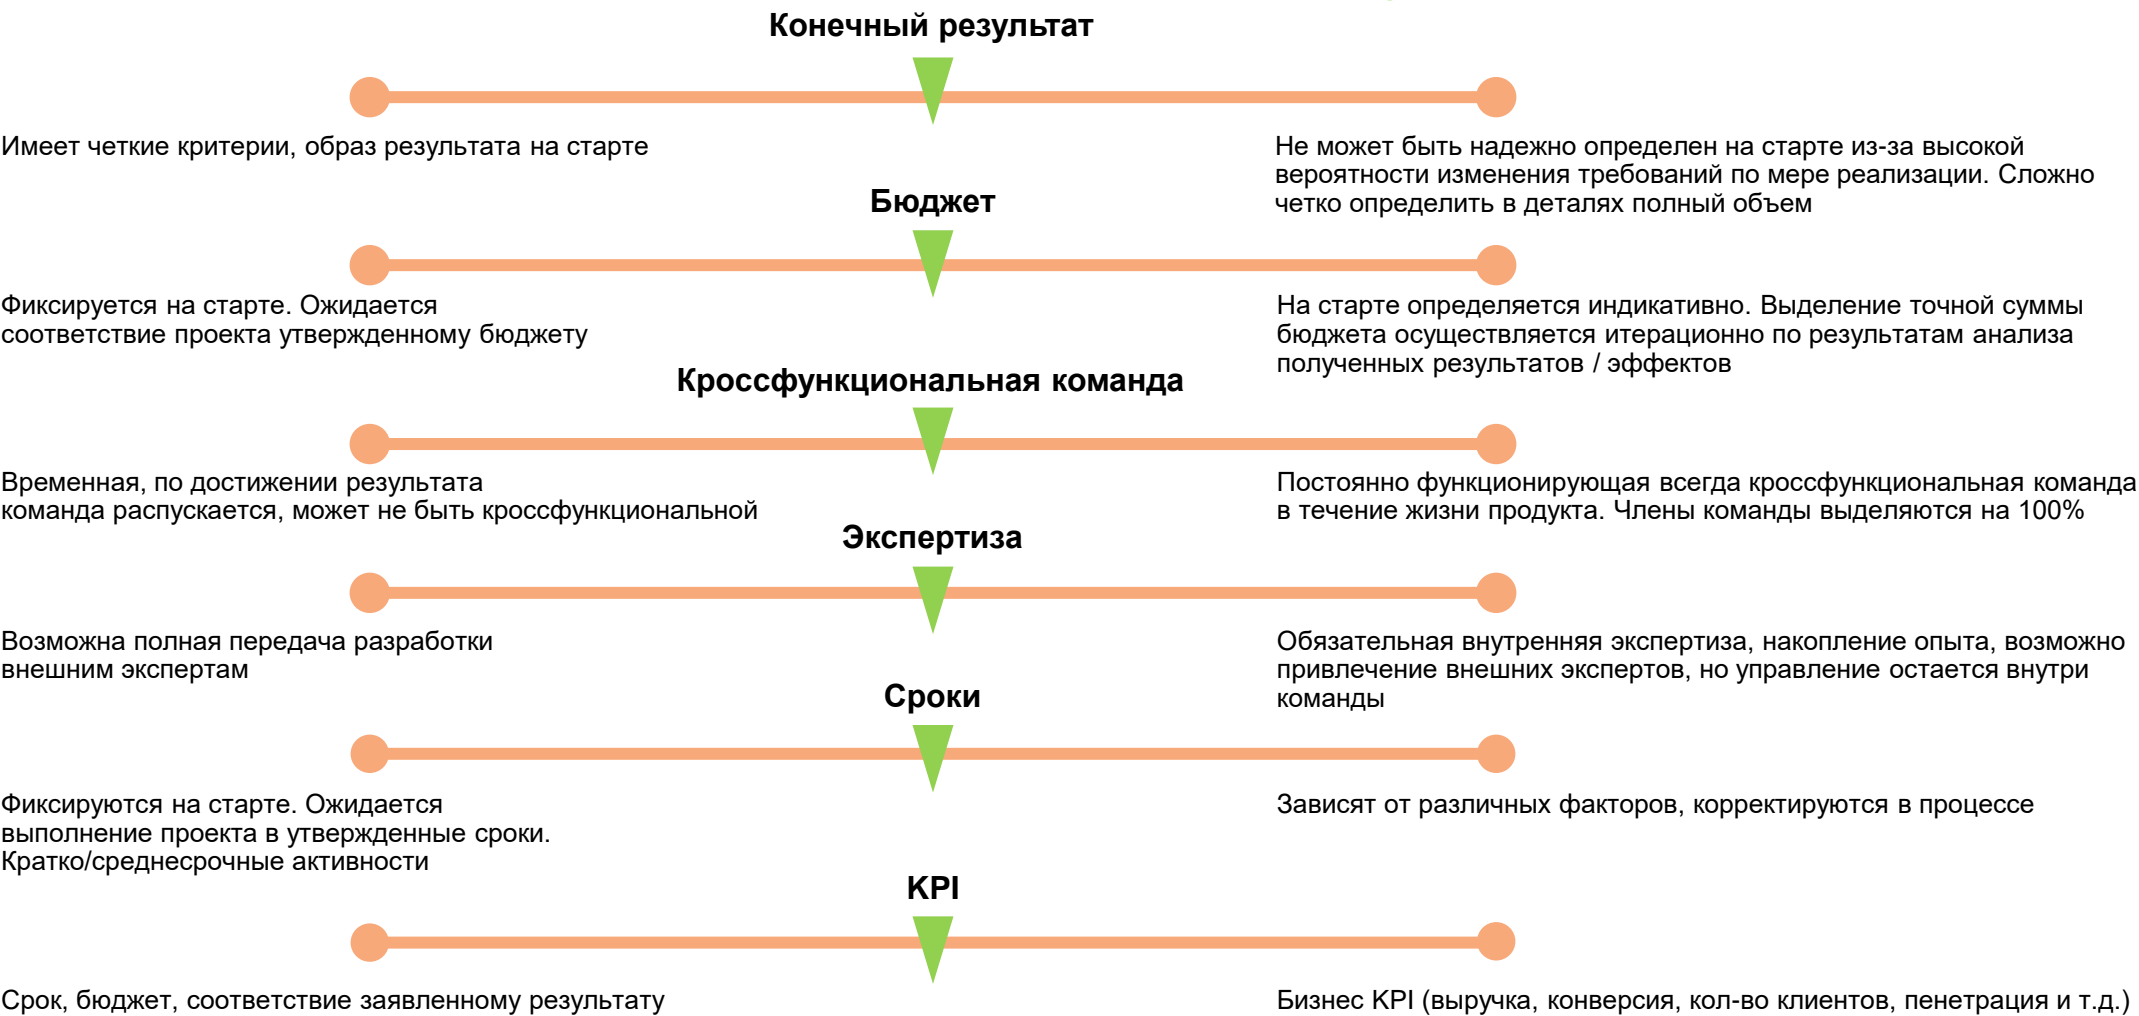 Конечный результат
Имеет четкие критерии, образ результата на старте
Не может быть надежно определен на старте из-за высокой
вероятности изменения требований по мере реализации. Сложно
четко определить в деталях полный объем
Бюджет
Фиксируется на старте. Ожидается
соответствие проекта утвержденному бюджету
На старте определяется индикативно. Выделение точной суммы
бюджета осуществляется итерационно по результатам анализа
полученных результатов / эффектов
Кроссфункциональная команда
Временная, по достижении результата
команда распускается, может не быть кроссфункциональной
Постоянно функционирующая всегда кроссфункциональная команда
в течение жизни продукта. Члены команды выделяются на 100%
Экспертиза
Возможна полная передача разработки
внешним экспертам
Обязательная внутренняя экспертиза, накопление опыта, возможно
привлечение внешних экспертов, но управление остается внутри
команды
Сроки
Фиксируются на старте. Ожидается
выполнение проекта в утвержденные сроки.
Кратко/среднесрочные активности
Зависят от различных факторов, корректируются в процессе
KPI
Срок, бюджет, соответствие заявленному результату
Бизнес KPI (выручка, конверсия, кол-во клиентов, пенетрация и т.д.)